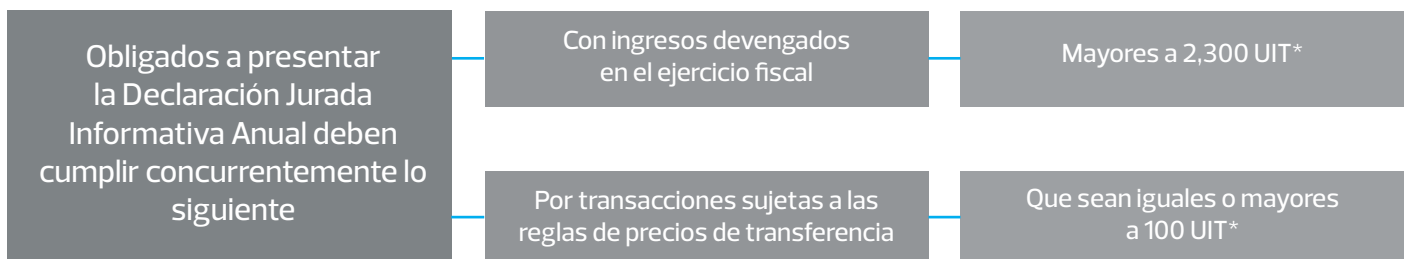 Obligados a presentar
la Declaración Jurada
Informativa Anual deben
cumplir concurrentemente lo
siguiente
Con ingresos devengados
en el ejercicio fiscal
Mayores a 2,300 UIT*
Por transacciones sujetas a las
reglas de precios de transferencia
Que sean iguales o mayores
a 100 UIT*